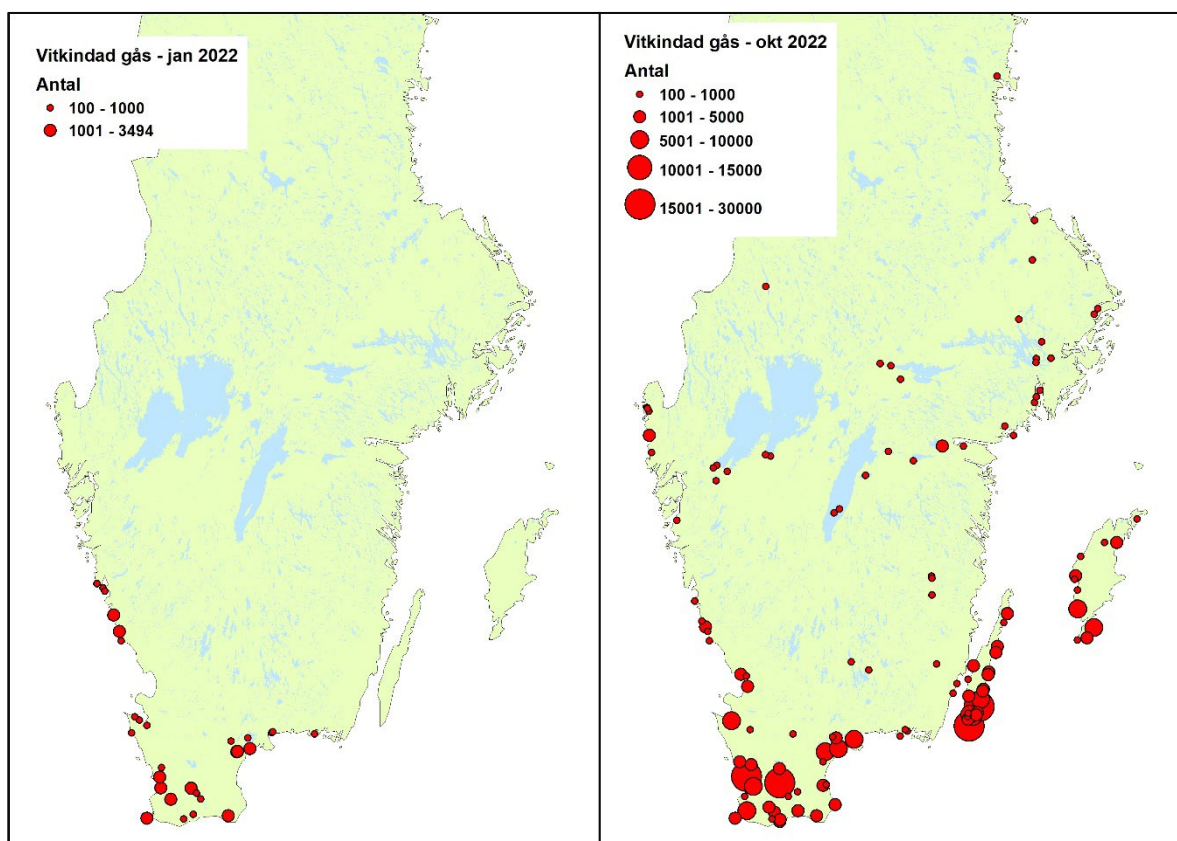 Vitkindad gås - jan 2022
Antal
100 - 1000
1001 - 3494
Vitkindad gås - okt 2022
Antal
100 - 1000
1001 - 5000
5001 - 10000
10001 - 15000
15001 - 30000